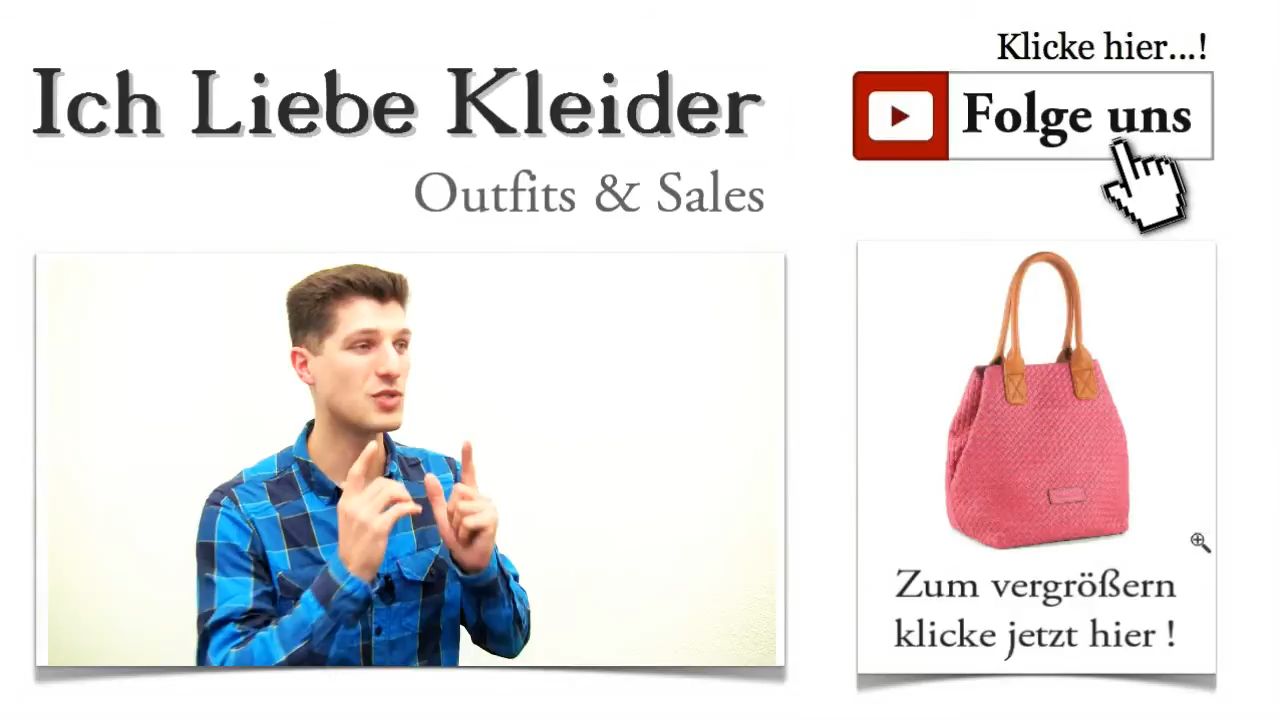 Klicke hier...!
Ich Liebe Kleider
Folge uns
Outfits & Sales
Zum vergrößern
klicke jetzt hier !